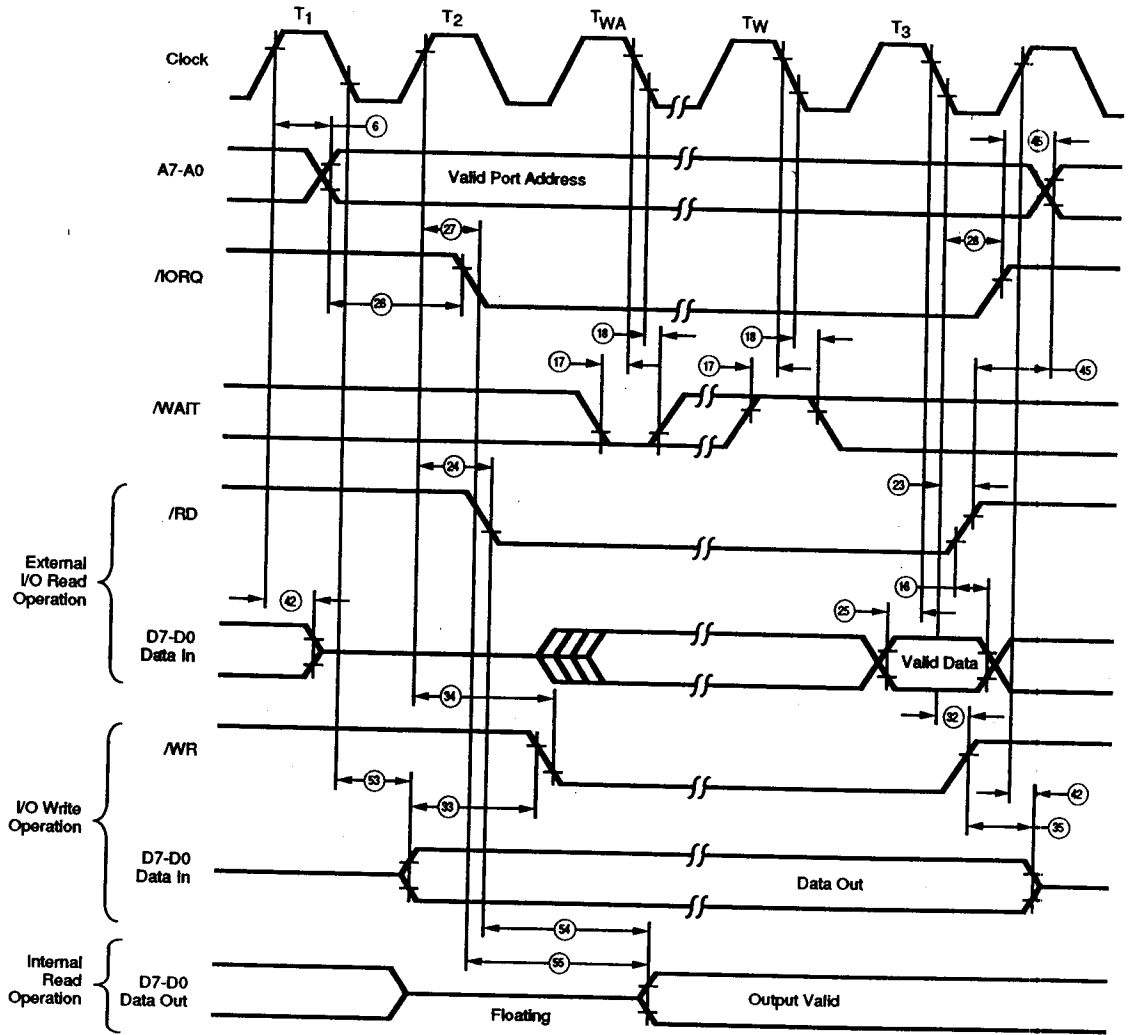 T1
T2
TWA
TW
T3
Clock
6
45
A7-A0
Valid Port Address
27
28
/IORQ
26
18
18
17
17
45
/WAIT
24
23
/RD
External
I/O Read
Operation
16
42
25
D7-D0
Data In
Valid Data
34
32
/WR
53
33
42
35
I/O Write
Operation
D7-D0
Data In
Data Out
54
55
Internal
Read
Operation
D7-D0
Data Out
Floating
Output Valid